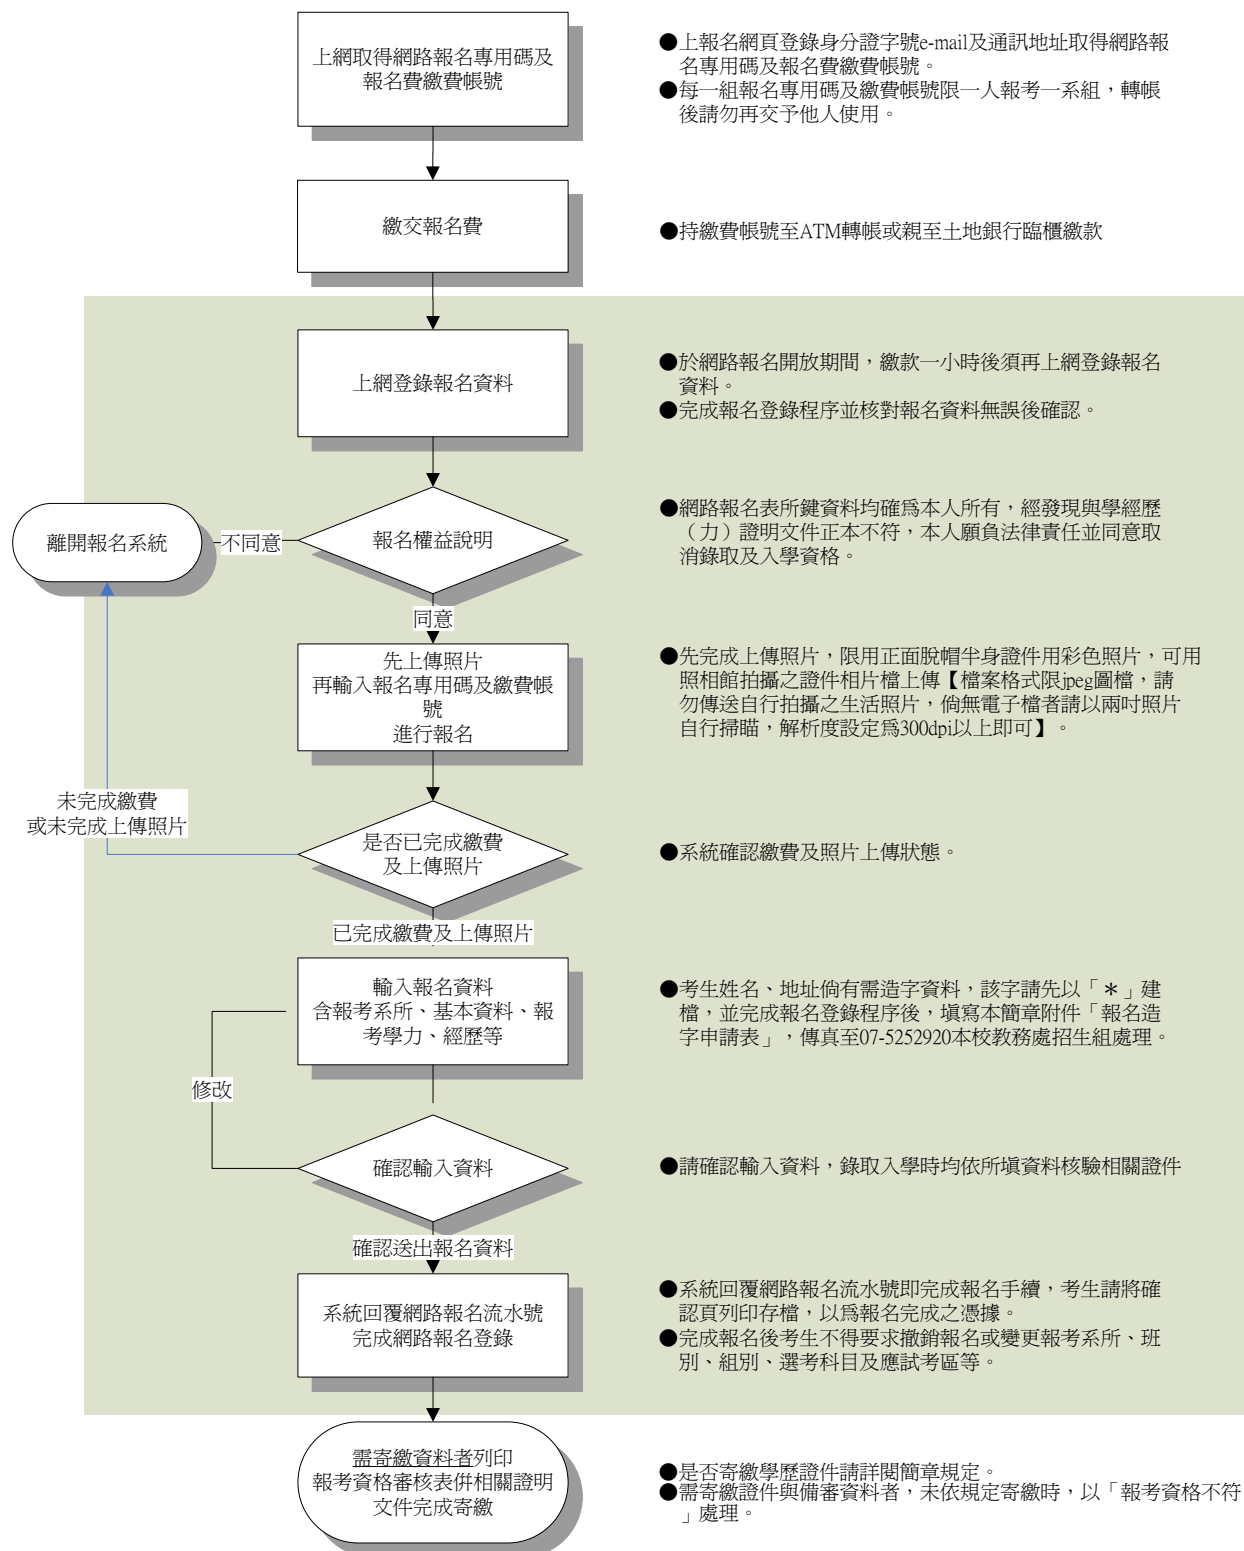 上網取得網路報名專用碼及
報名費繳費帳號
●上報名網頁登錄身分證字號e-mail及通訊地址取得網路報
名專用碼及報名費繳費帳號。
●每一組報名專用碼及繳費帳號限一人報考一系組，轉帳
後請勿再交予他人使用。
繳交報名費
●持繳費帳號至ATM轉帳或親至土地銀行臨櫃繳款
上網登錄報名資料
●於網路報名開放期間，繳款一小時後須再上網登錄報名
資料。
●完成報名登錄程序並核對報名資料無誤後確認。
離開報名系統
不同意
報名權益說明
●網路報名表所鍵資料均確為本人所有，經發現與學經歷
（力）證明文件正本不符，本人願負法律責任並同意取
消錄取及入學資格。
同意
先上傳照片
再輸入報名專用碼及繳費帳
號
進行報名
●先完成上傳照片，限用正面脫帽半身證件用彩色照片，可用
照相館拍攝之證件相片檔上傳【檔案格式限jpeg圖檔，請
勿傳送自行拍攝之生活照片，倘無電子檔者請以兩吋照片
自行掃瞄，解析度設定為300dpi以上即可】。
未完成繳費
或未完成上傳照片
是否已完成繳費
及上傳照片
●系統確認繳費及照片上傳狀態。
已完成繳費及上傳照片
輸入報名資料
含報考系所、基本資料、報
考學力、經歷等
●考生姓名、地址倘有需造字資料，該字請先以「＊」建
檔，並完成報名登錄程序後，填寫本簡章附件「報名造
字申請表」，傳真至07-5252920本校教務處招生組處理。
修改
確認輸入資料
●請確認輸入資料，錄取入學時均依所填資料核驗相關證件
確認送出報名資料
系統回覆網路報名流水號
完成網路報名登錄
●系統回覆網路報名流水號即完成報名手續，考生請將確
認頁列印存檔，以為報名完成之憑據。
●完成報名後考生不得要求撤銷報名或變更報考系所、班
別、組別、選考科目及應試考區等。
需寄繳資料者列印
報考資格審核表併相關證明
文件完成寄繳
●是否寄繳學歷證件請詳閱簡章規定。
●需寄繳證件與備審資料者，未依規定寄繳時，以「報考資格不符
」處理。